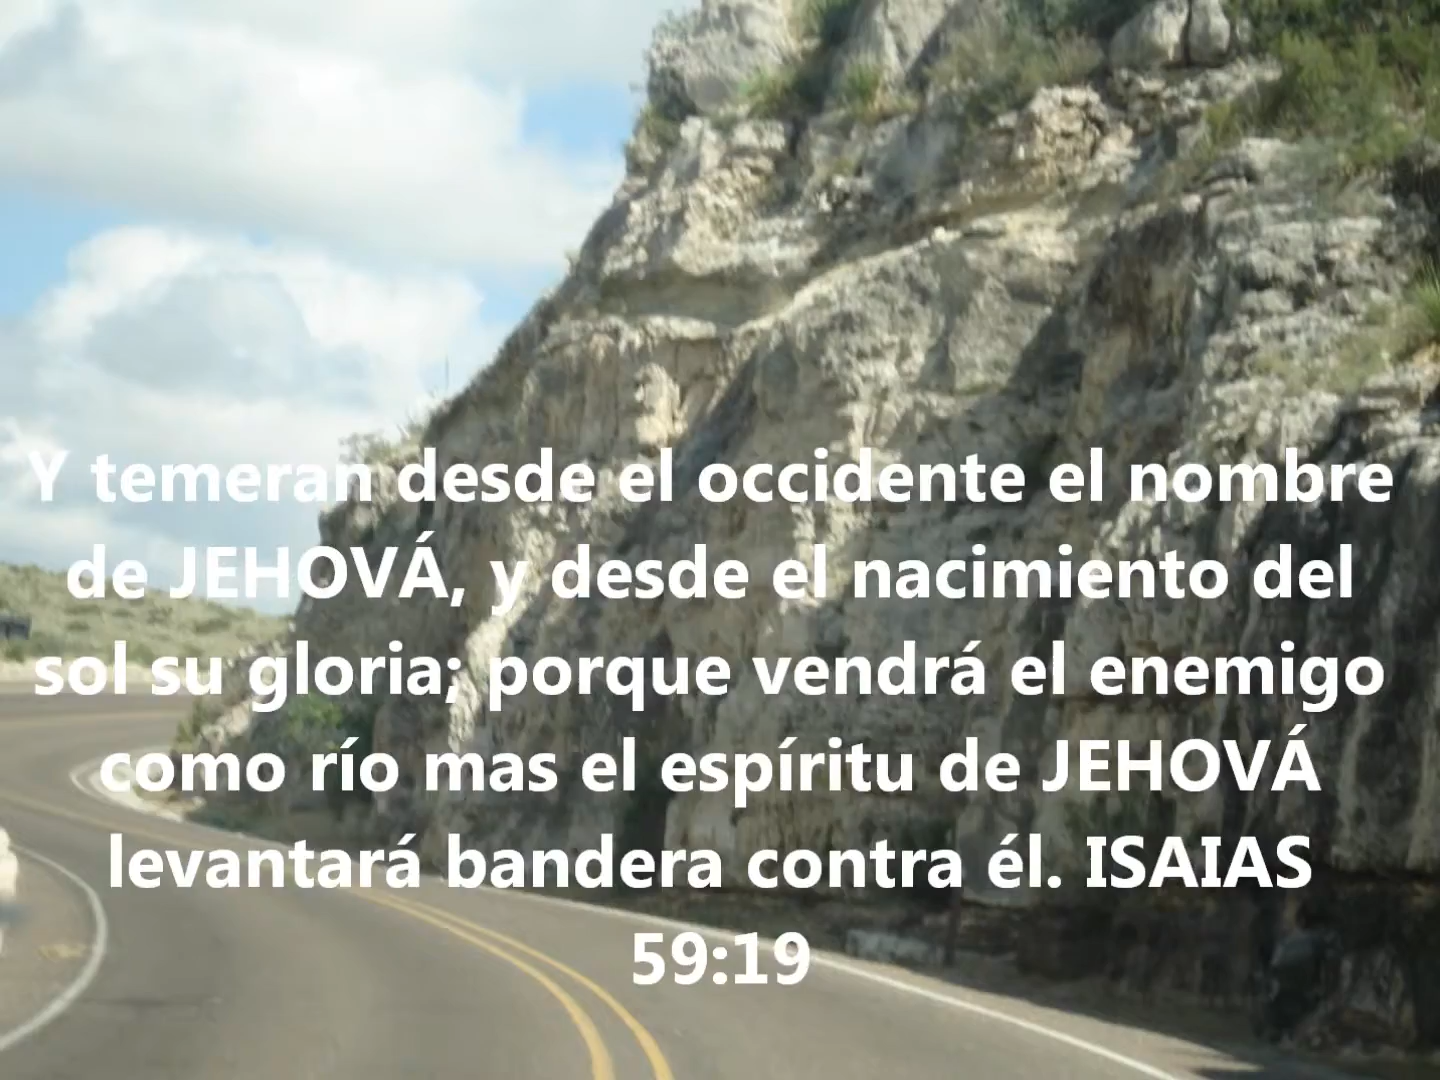 Y temeran desde el occidente el nombre
de JEHOVÁ, y desde el nacimiento del
sol su gloria; porque vendrá el enemigo
como río mas el espíritu de JEHOVÁ
levantará bandera contra él. ISAIAS
59:19